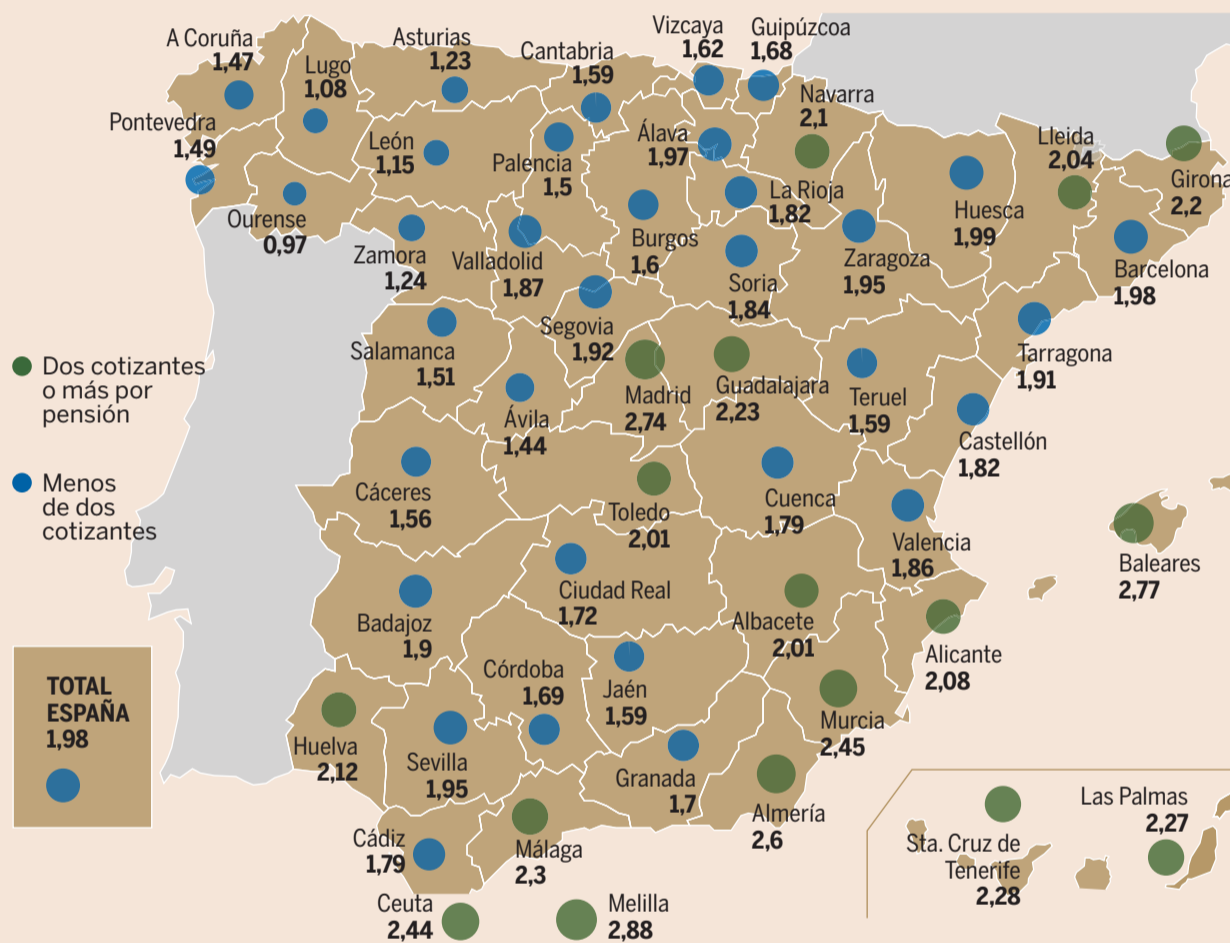 A Coruña
1,47
Lugo
1,08
Asturias
1,23
Cantabria
1,59
Vizcaya
1,62
Guipúzcoa
1,68
Navarra
2,1
Pontevedra
1,49
León
1,15
Palencia
1,5
Álava
1,97
La Rioja
1,82
Lleida
2,04
Girona
2,2
Huesca
1,99
Ourense
0,97
Zamora
1,24
Valladolid
1,87
Burgos
1,6
Soria
1,84
Zaragoza
1,95
Barcelona
1,98
Segovia
1,92
Salamanca
1,51
Ávila
1,44
Madrid
2,74
Guadalajara
2,23
Teruel
1,59
Tarragona
1,91
Castellón
1,82
Dos cotizantes
o más por
pensión
Menos
de dos
cotizantes
Cáceres
1,56
Toledo
2,01
Cuenca
1,79
Valencia
1,86
Baleares
2,77
Badajoz
1,9
Ciudad Real
1,72
Albacete
2,01
Alicante
2,08
Córdoba
1,69
Jaén
1,59
Murcia
2,45
TOTAL
ESPAÑA
1,98
Huelva
2,12
Sevilla
1,95
Granada
1,7
Almería
2,6
Cádiz
1,79
Málaga
2,3
Ceuta
2,44
Melilla
2,88
Sta. Cruz de
Tenerife
2,28
Las Palmas
2,27